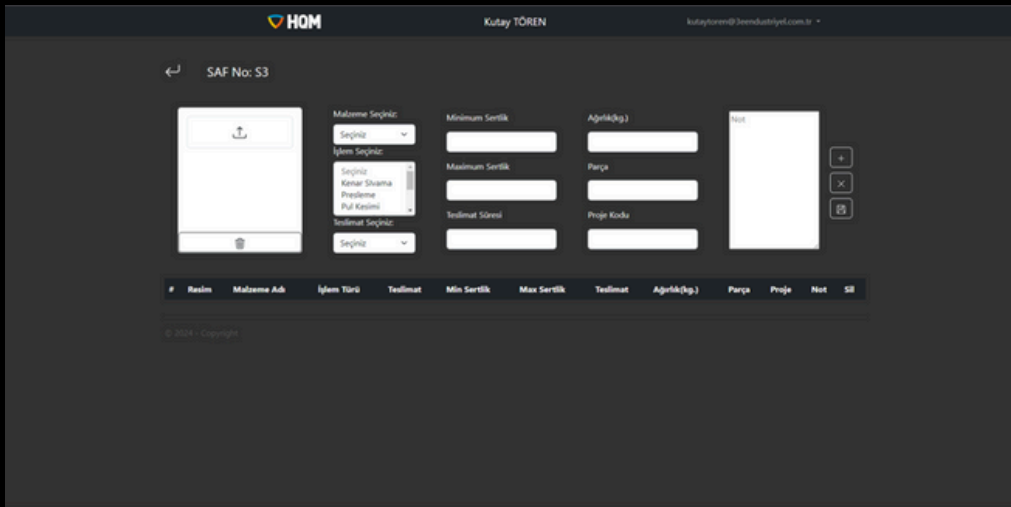 HQM
Kutay TÖREN
kutaytoren@3eendustriyel.com.tr
SAF No: S3
Malzeme Seçiniz:
Seçiniz
İşlem Seçiniz:
Seçiniz
Kenar Sıvama
Presleme
Pul Kesimi
Teslimat Seçiniz:
Seçiniz
Minimum Sertlik
Maximum Sertlik
Teslimat Süresi
Ağırlık(kg.)
Parça
Proje Kodu
Not
# Resim Malzeme Adı İşlem Türü Teslimat Min Sertlik Max Sertlik Teslimat Ağırlık(kg.) Parça Proje Not Sil
© 2024 - Copyright